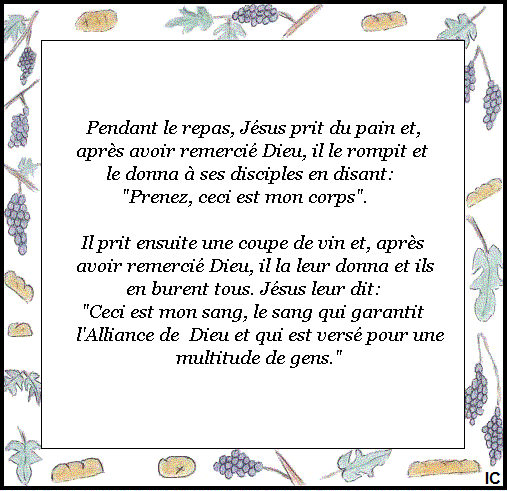 Pendant le repas, Jésus prit du pain et,
après avoir remercié Dieu, il le rompit et
le donna à ses disciples en disant:
"Prenez, ceci est mon corps".
Il prit ensuite une coupe de vin et, après
avoir remercié Dieu, il la leur donna et ils
en burent tous. Jésus leur dit:
"Ceci est mon sang, le sang qui garantit
l'Alliance de Dieu et qui est versé pour une
multitude de gens."
IC